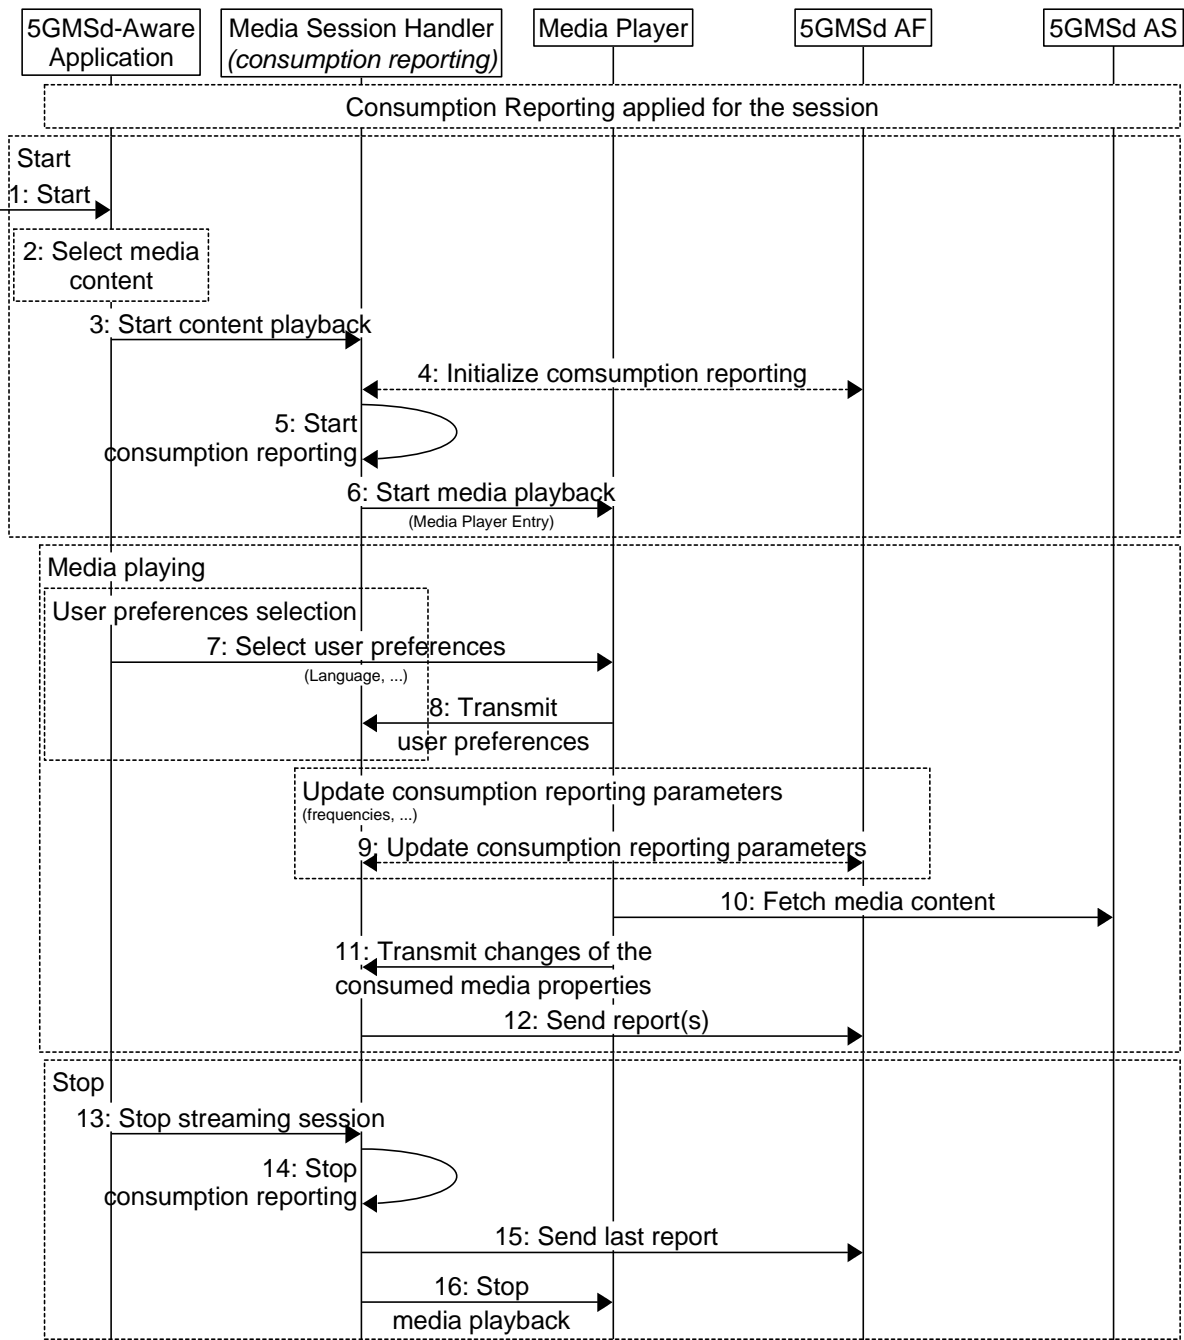 5GMSd-Aware
Application
Media Session Handler
(consumption reporting)
Media Player
5GMSd AF
5GMSd AS
Consumption Reporting applied for the session
Start
1: Start
2: Select media
content
3: Start content playback
4: Initialize comsumption reporting
5: Start
consumption reporting
6: Start media playback
(Media Player Entry)
Media playing
User preferences selection
7: Select user preferences
(Language, ...)
8: Transmit
user preferences
Update consumption reporting parameters
(frequencies, ...)
9: Update consumption reporting parameters
10: Fetch media content
11: Transmit changes of the
consumed media properties
12: Send report(s)
Stop
13: Stop streaming session
14: Stop
consumption reporting
15: Send last report
16: Stop
media playback